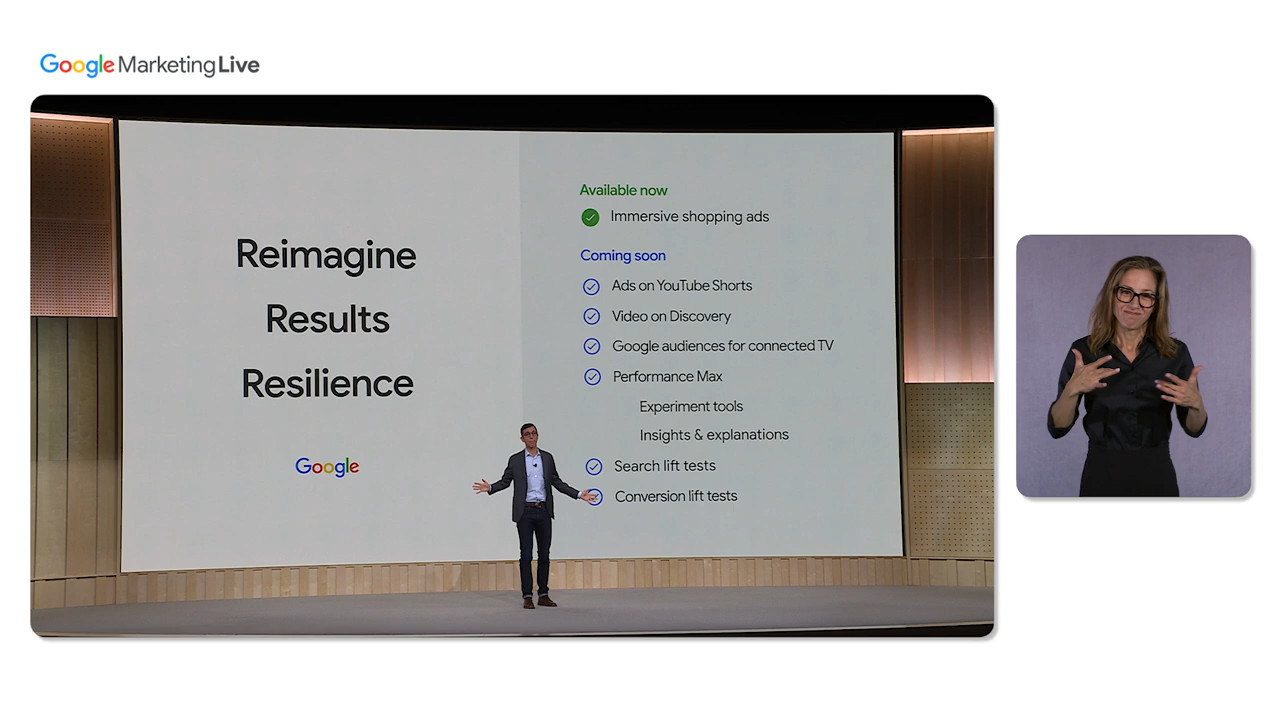 Google Marketing Live
Reimagine
Results
Resilience
Google
Available now
Immersive shopping ads
Coming soon
Ads on YouTube Shorts
Video on Discovery
Google audiences for connected TV
Performance Max
Experiment tools
Insights & explanations
Search lift tests
Conversion lift tests